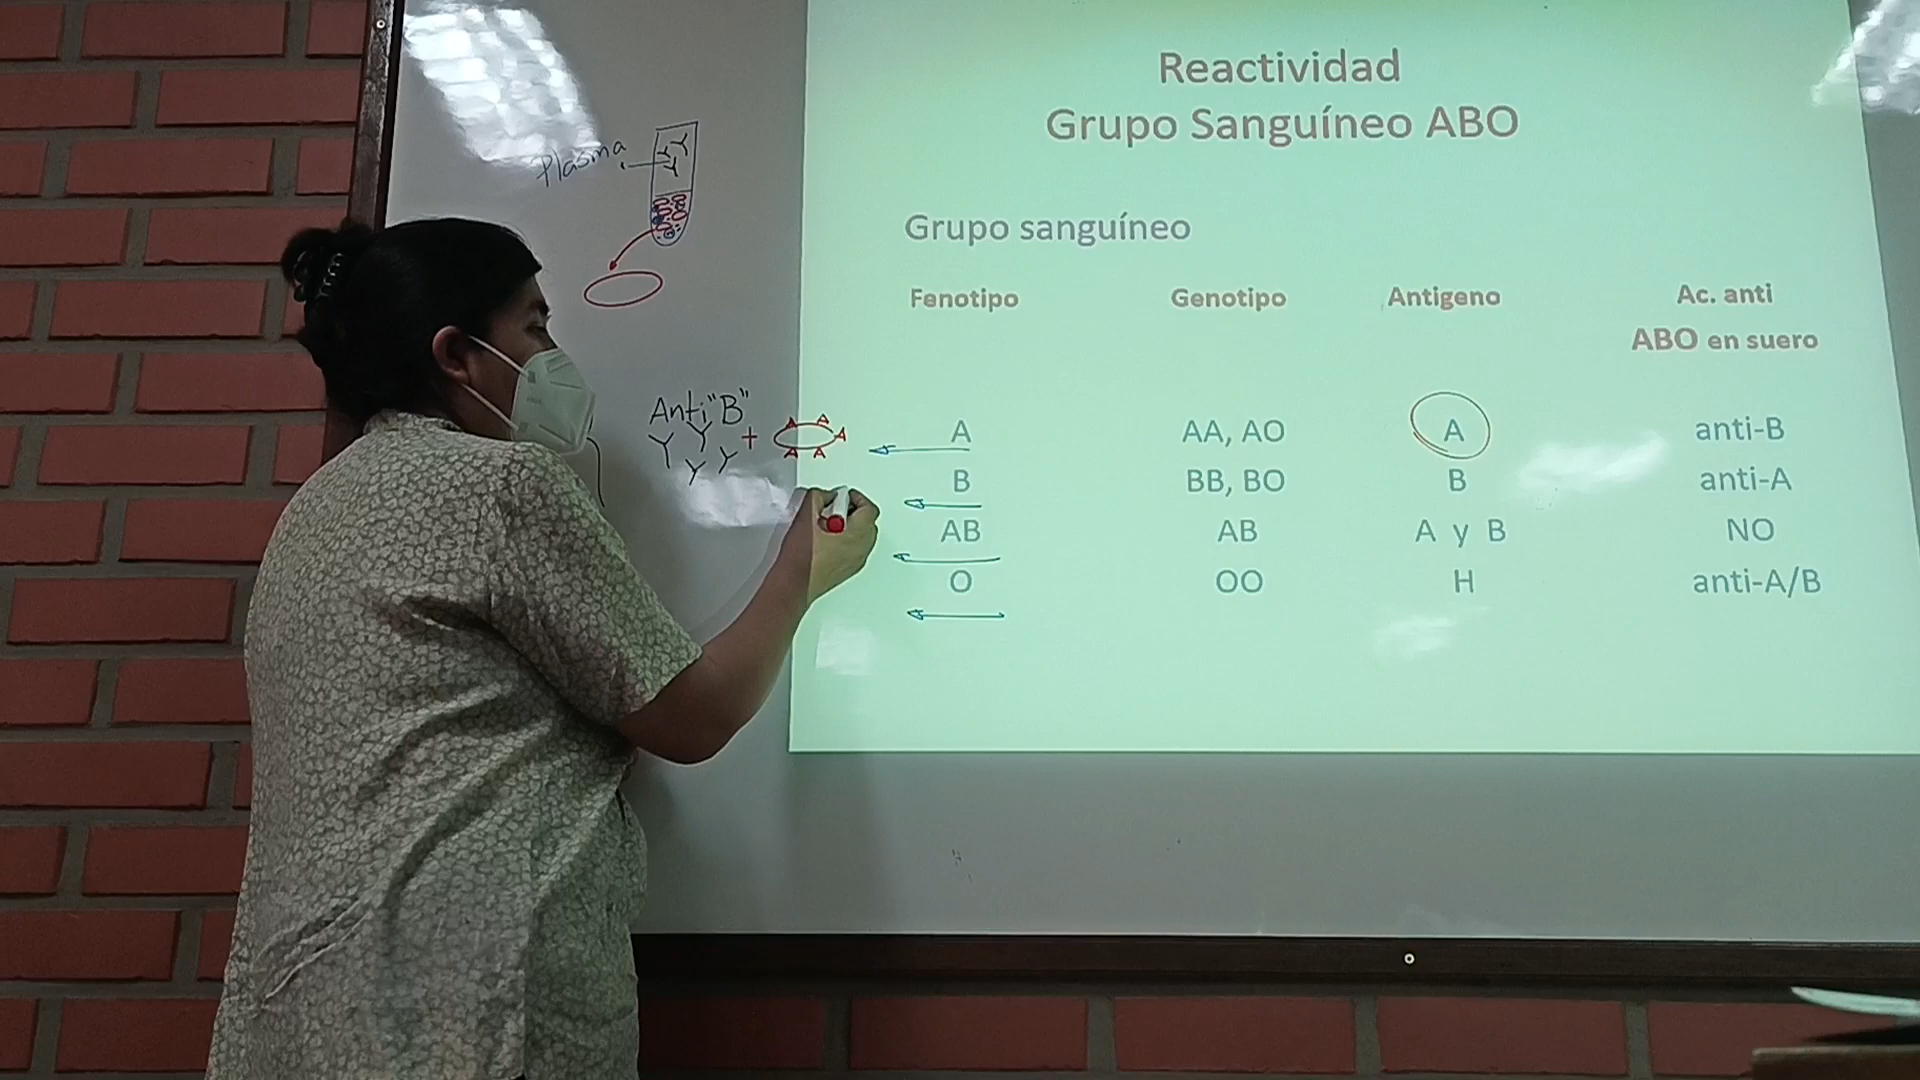 Reactividad
Grupo Sanguíneo ABO
Plasma
Grupo sanguíneo
Fenotipo Genotipo Antigeno Ac. anti
ABO en suero
Anti "B"
+ A A A A A
A AA, AO A anti-B
B BB, BO B anti-A
AB AB A y B NO
O OO H anti-A/B